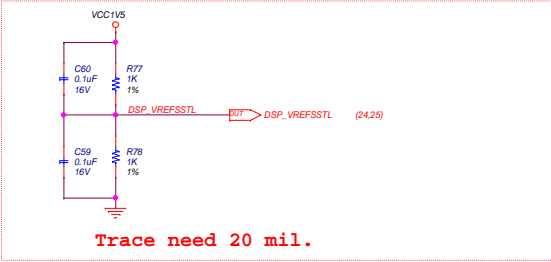 VCC1V5
C60
0.1uF
16V
R77
1K
1%
DSP_VREFSSTL
OUT
DSP_VREFSSTL (24,25)
C59
0.1uF
16V
R78
1K
1%
Trace need 20 mil.